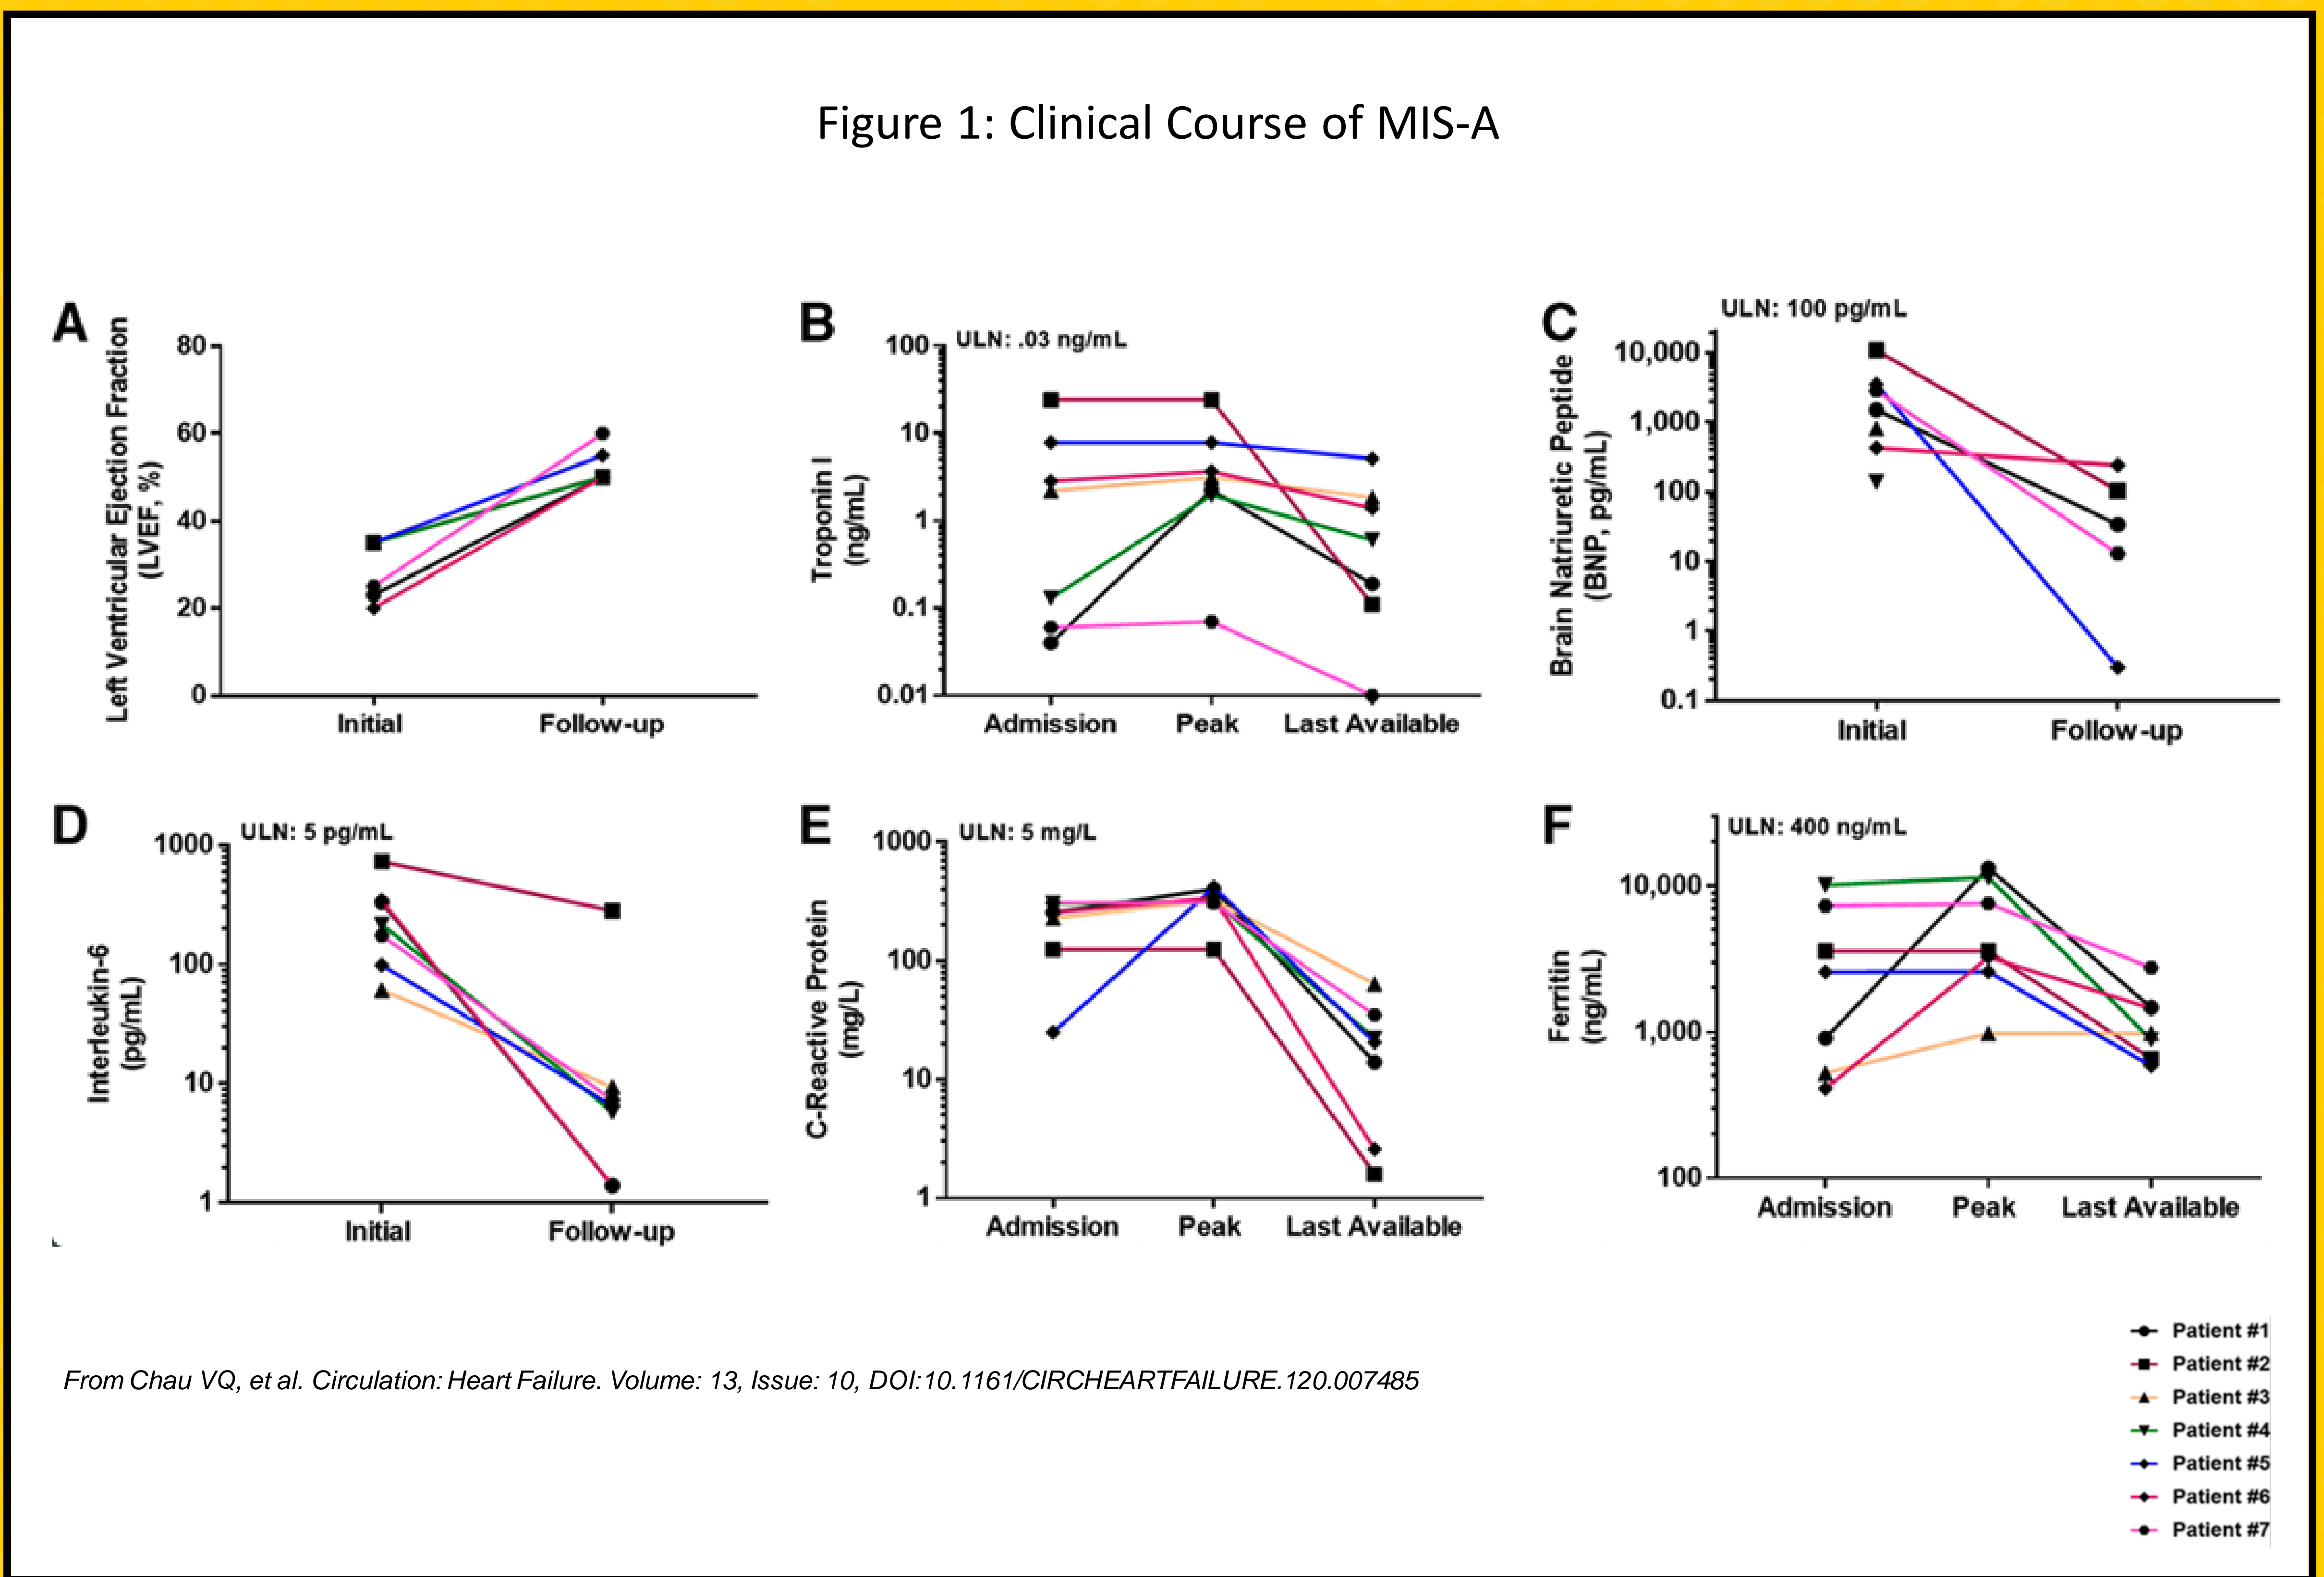 Figure 1: Clinical Course of MIS-A
A
Left Ventricular Ejection Fraction
(LVEF, %)
80
60
40
20
0
Initial
Follow-up
B
ULN: .03 ng/mL
Troponin I
(ng/mL)
100
10
1
0.1
0.01
Admission
Peak
Last Available
C
ULN: 100 pg/mL
Brain Natriuretic Peptide
(BNP, pg/mL)
10,000
1,000
100
10
1
0.1
Initial
Follow-up
D
ULN: 5 pg/mL
Interleukin-6
(pg/mL)
1000
100
10
1
Initial
Follow-up
E
ULN: 5 mg/L
C-Reactive Protein
(mg/L)
1000
100
10
1
Admission
Peak
Last Available
F
ULN: 400 ng/mL
Ferritin
(ng/mL)
10,000
1,000
100
Admission
Peak
Last Available
Patient #1
Patient #2
Patient #3
Patient #4
Patient #5
Patient #6
Patient #7
From Chau VQ, et al. Circulation: Heart Failure. Volume: 13, Issue: 10, DOI:10.1161/CIRCHEARTFAILURE.120.007485